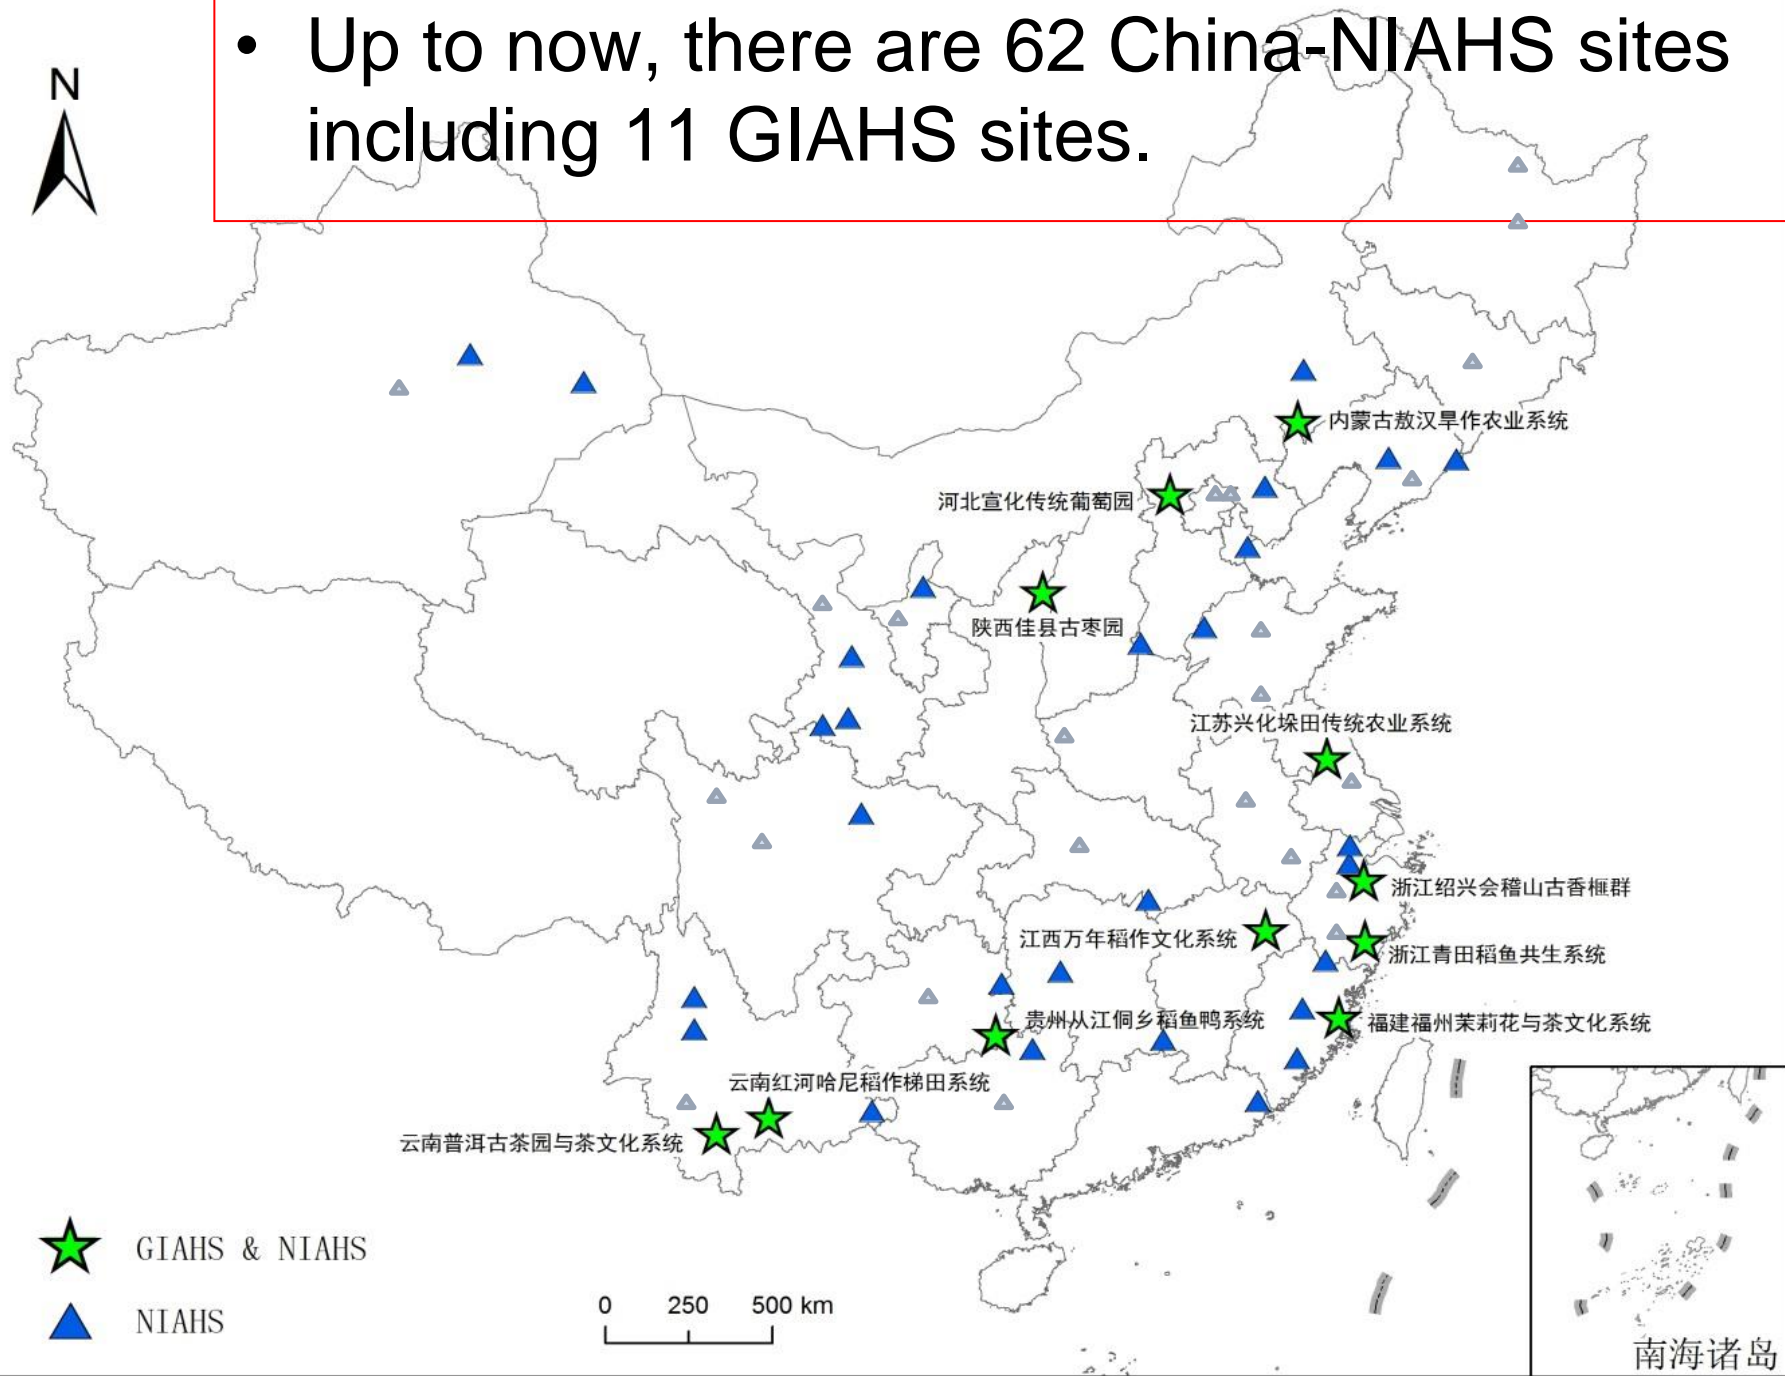 • Up to now, there are 62 China-NIAHS sites
including 11 GIAHS sites.
N
内蒙古敖汉旱作农业系统
河北宣化传统葡萄园
陕西佳县古枣园
江苏兴化垛田传统农业系统
浙江绍兴会稽山古香榧群
江西万年稻作文化系统
浙江青田稻鱼共生系统
贵州从江侗乡稻鱼鸭系统
福建福州茉莉花与茶文化系统
云南红河哈尼稻作梯田系统
云南普洱古茶园与茶文化系统
GIAHS & NIAHS
NIAHS
0 250 500 km
南海诸岛